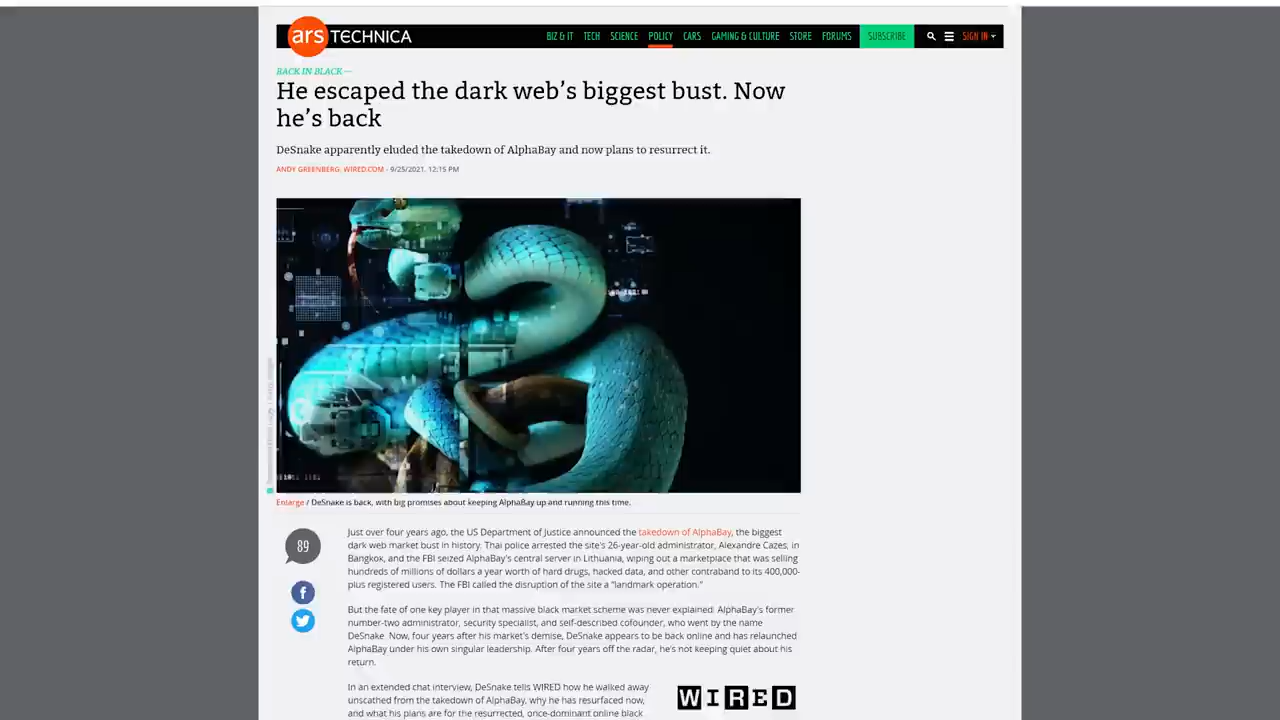 ars TECHNICA
BIZ & IT TECH SCIENCE POLICY CARS GAMING & CULTURE STORE FORUMS SUBSCRIBE SIGN IN
BACK IN BLACK —
He escaped the dark web's biggest bust. Now
he's back
DeSnake apparently eluded the takedown of AlphaBay and now plans to resurrect it.
ANDY GREENBERG, WIRED.COM - 9/25/2021, 12:15 PM
Enlarge / DeSnake is back, with big promises about keeping AlphaBay up and running this time.
89
Just over four years ago, the US Department of Justice announced the takedown of AlphaBay, the biggest
dark web market bust in history. Thai police arrested the site's 26-year-old administrator, Alexandre Cazes, in
Bangkok, and the FBI seized AlphaBay's central server in Lithuania, wiping out a marketplace that was selling
hundreds of millions of dollars a year worth of hard drugs, hacked data, and other contraband to its 400,000-
plus registered users. The FBI called the disruption of the site a "landmark operation."
But the fate of one key player in that massive black market scheme was never explained: AlphaBay's former
number-two administrator, security specialist, and self-described cofounder, who went by the name
DeSnake. Now, four years after his market's demise, DeSnake appears to be back online and has relaunched
AlphaBay under his own singular leadership. After four years off the radar, he's not keeping quiet about his
return.
In an extended chat interview, DeSnake tells WIRED how he walked away
unscathed from the takedown of AlphaBay, why he has resurfaced now,
and what his plans are for the resurrected, once-dominant online black
WIRED